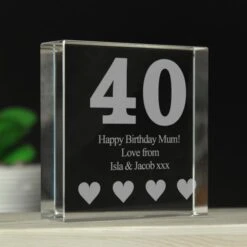 40
Happy Birthday Mum!
Love from
Isla & Jacob xxx